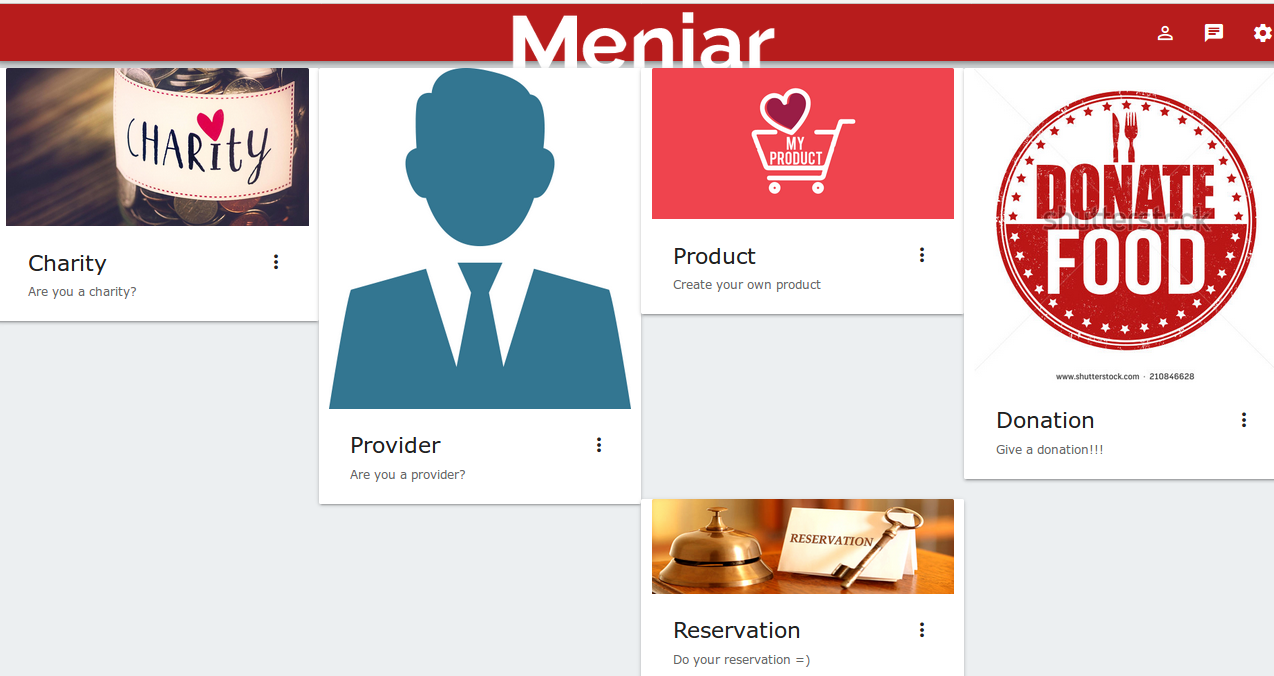 Meniar
CHARITY
Charity
Are you a charity?
Provider
Are you a provider?
MY
PRODUCT
Product
Create your own product
DONATE
shutterstock
FOOD
www.shutterstock.com · 210846628
Donation
Give a donation!!!
RESERVATION
Reservation
Do your reservation =)